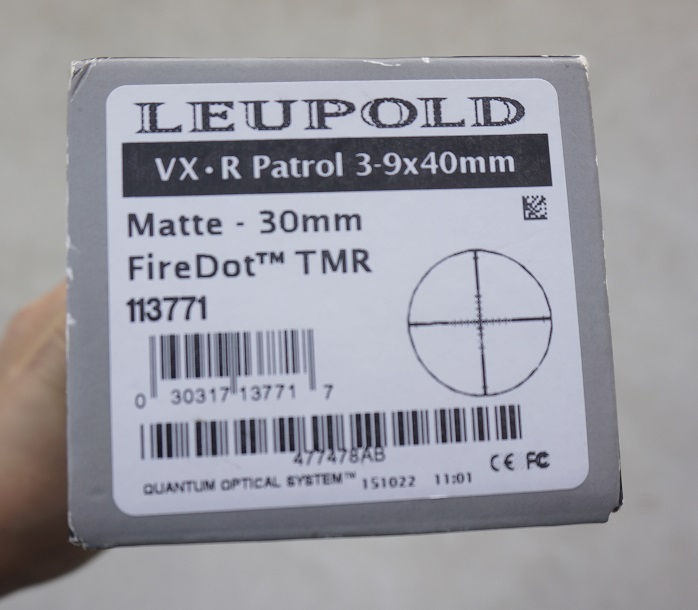 LEUPOLD
VX•R Patrol 3-9x40mm
Matte - 30mm
FireDot™ TMR
113771
0 30317 13771 7
477478AB
CE FC
QUANTUM OPTICAL SYSTEM™ 151022 11:01